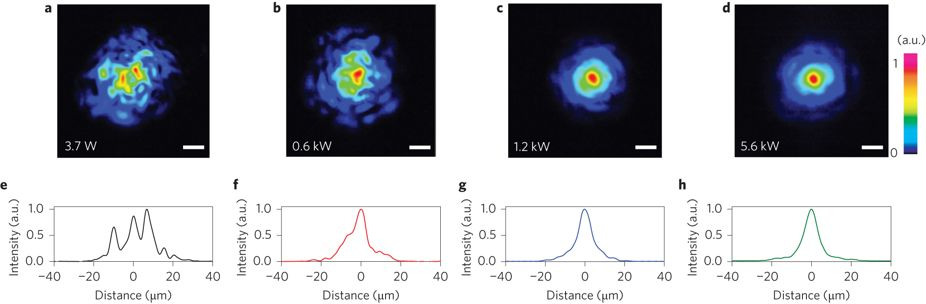 a
b
c
d
(a.u.)
1
0
3.7 W
0.6 kW
1.2 kW
5.6 kW
e
f
g
h
Intensity (a.u.)
1.0
0.5
0.0
−40 −20 0 20 40
Distance (μm)
Intensity (a.u.)
1.0
0.5
0.0
−40 −20 0 20 40
Distance (μm)
Intensity (a.u.)
1.0
0.5
0.0
−40 −20 0 20 40
Distance (μm)
Intensity (a.u.)
1.0
0.5
0.0
−40 −20 0 20 40
Distance (μm)